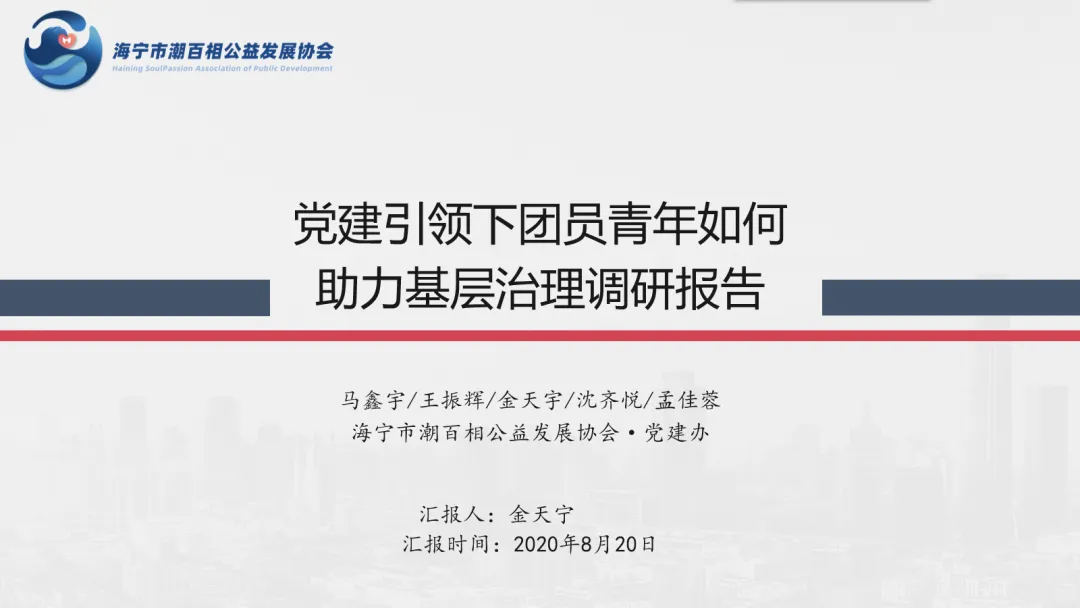 海宁市潮百相公益发展协会
Haining SoulPassion Association of Public Development
党建引领下团员青年如何
助力基层治理调研报告
马鑫宇/王振辉/金天宇/沈齐悦/孟佳蓉
海宁市潮百相公益发展协会·党建办
汇报人：金天宁
汇报时间：2020年8月20日